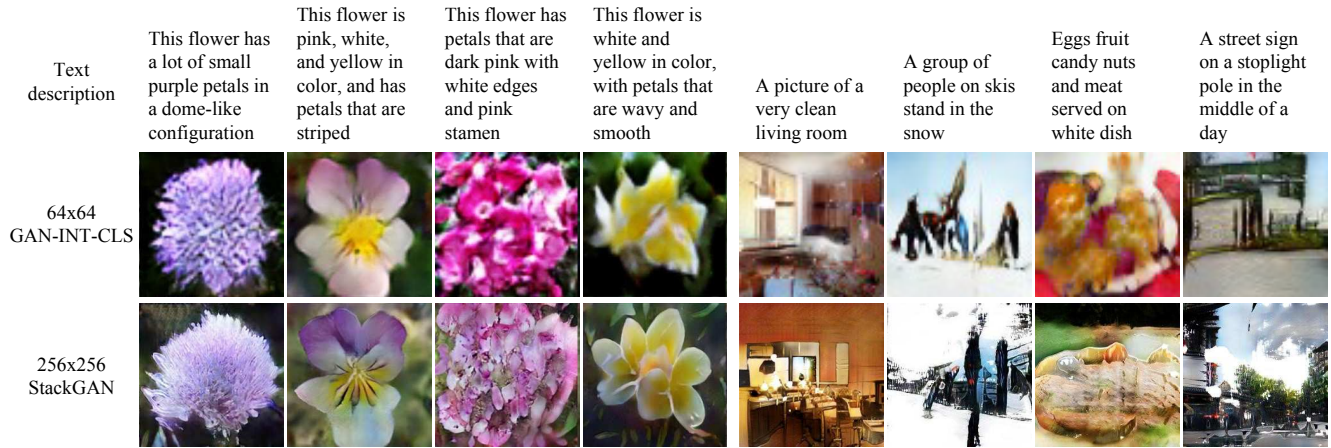 Text
description
This flower has
a lot of small
purple petals in
a dome-like
configuration
This flower is
pink, white,
and yellow in
color, and has
petals that are
striped
This flower has
petals that are
dark pink with
white edges
and pink
stamen
This flower is
white and
yellow in color,
with petals that
are wavy and
smooth
A picture of a
very clean
living room
A group of
people on skis
stand in the
snow
Eggs fruit
candy nuts
and meat
served on
white dish
A street sign
on a stoplight
pole in the
middle of a
day
64x64
GAN-INT-CLS
256x256
StackGAN